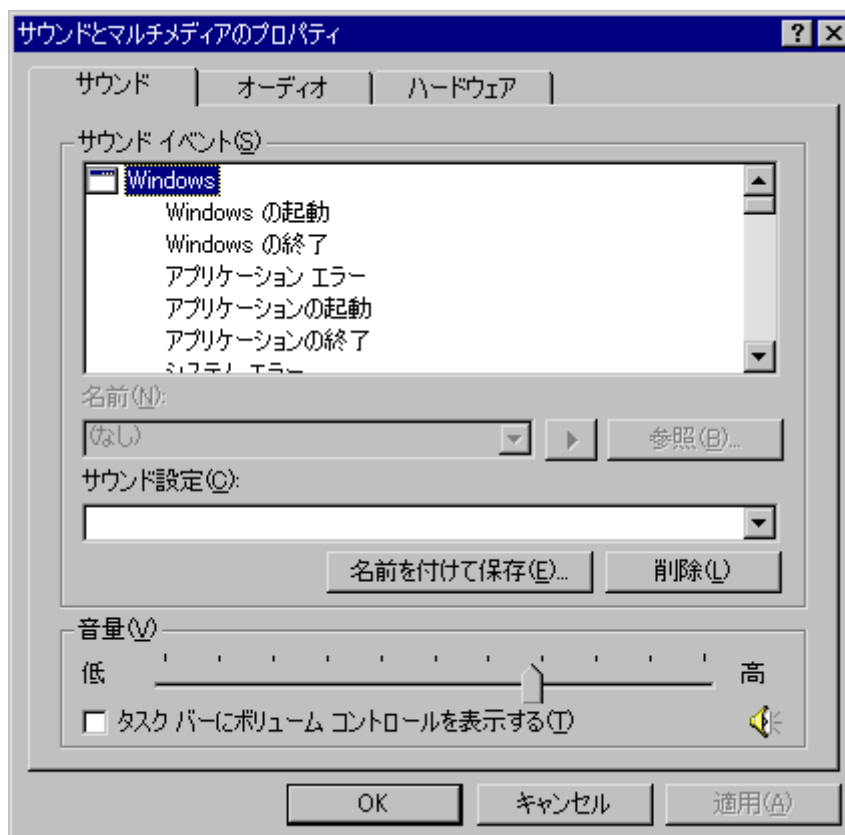 サウンドとマルチメディアのプロパティ
サウンド オーディオ ハードウェア
サウンド イベント(S)
Windows
Windows の起動
Windows の終了
アプリケーション エラー
アプリケーションの起動
アプリケーションの終了
システム エラー
名前(N):
(なし) 参照(B)...
サウンド設定(C):
名前を付けて保存(E)... 削除(L)
音量(V)
低 高
タスク バーにボリューム コントロールを表示する(T)
OK キャンセル 適用(A)